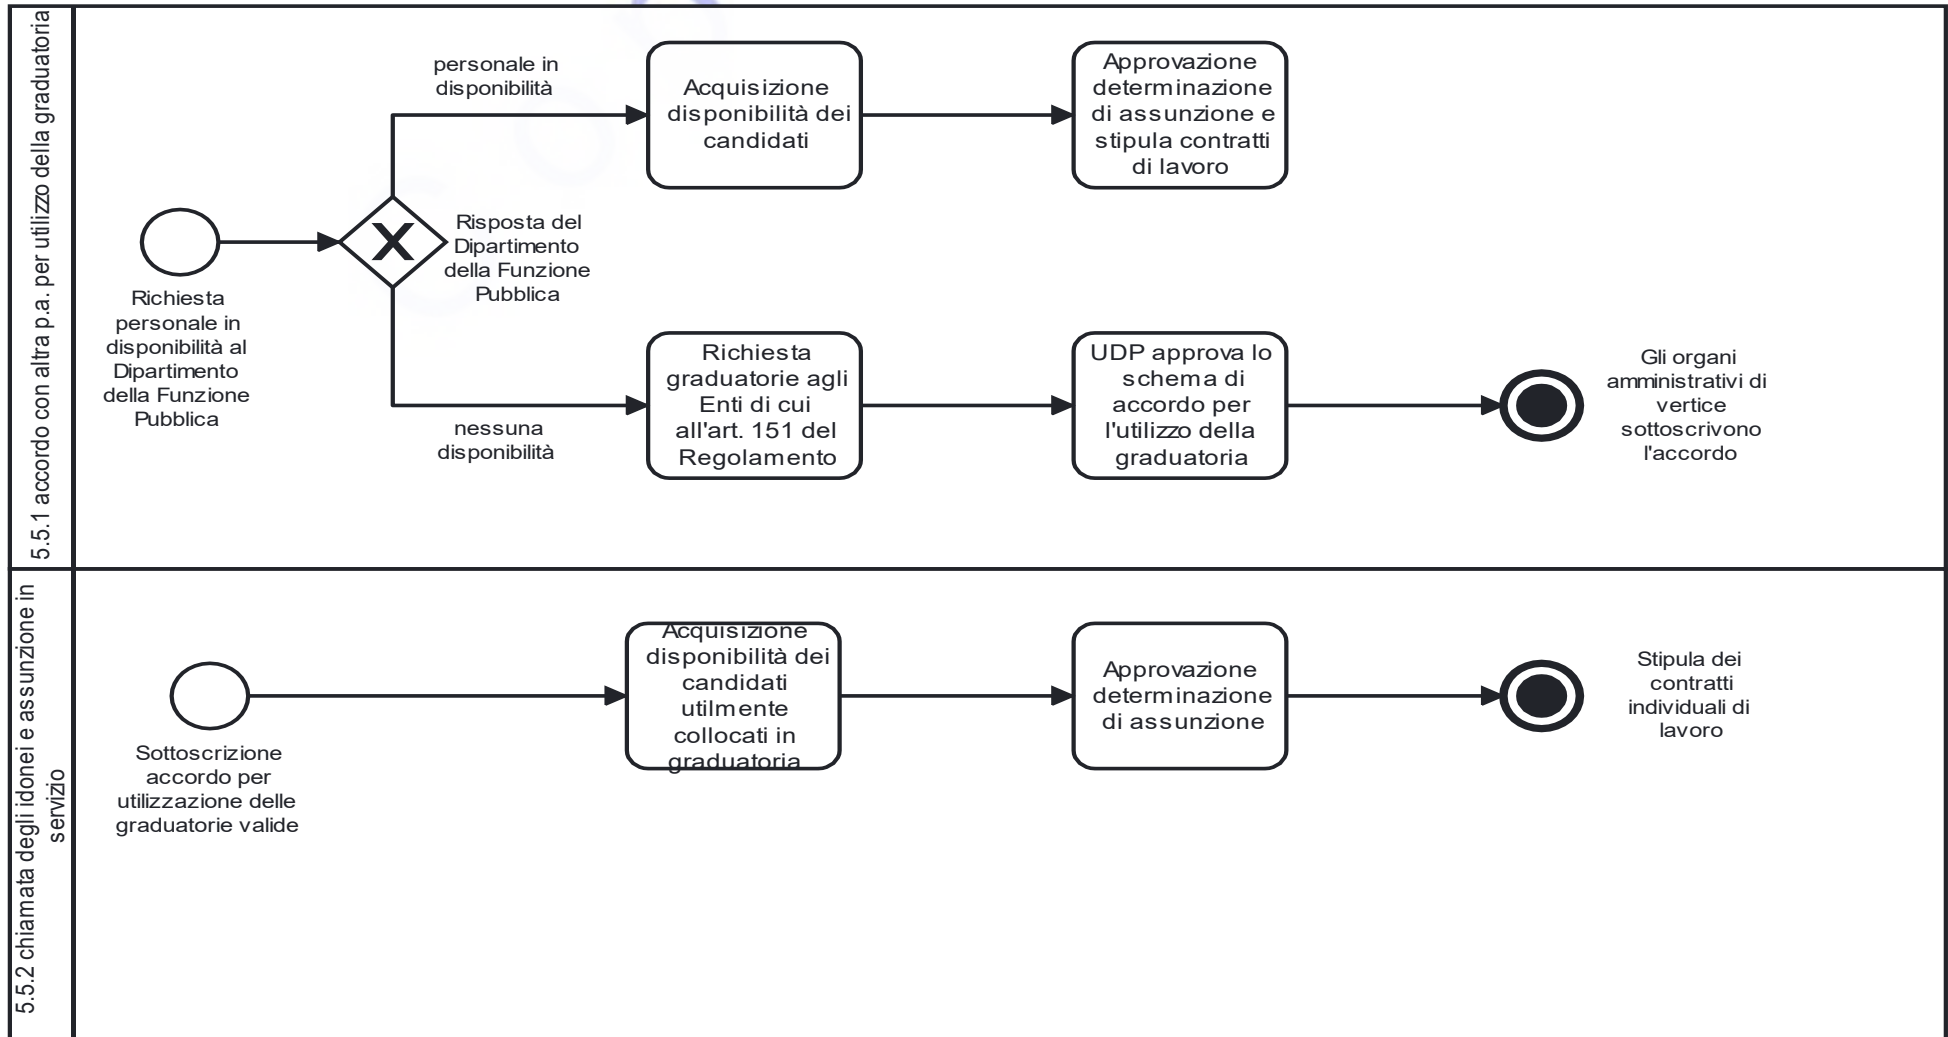 5.5.1 accordo con altra p.a. per utilizzo della graduatoria
Richiesta
personale in
disponibilità al
Dipartimento
della Funzione
Pubblica
Risposta del
Dipartimento
della Funzione
Pubblica
personale in
disponibilità
Acquisizione
disponibilità dei
candidati
Approvazione
determinazione
di assunzione e
stipula contratti
di lavoro
nessuna
disponibilità
Richiesta
graduatorie agli
Enti di cui
all'art. 151 del
Regolamento
UDP approva lo
schema di
accordo per
l'utilizzo della
graduatoria
Gli organi
amministrativi di
vertice
sottoscrivono
l'accordo
5.5.2 chiamata degli idonei e assunzione in
servizio
Sottoscrizione
accordo per
utilizzazione delle
graduatorie valide
Acquisizione
disponibilità dei
candidati
utilmente
collocati in
graduatoria
Approvazione
determinazione
di assunzione
Stipula dei
contratti
individuali di
lavoro